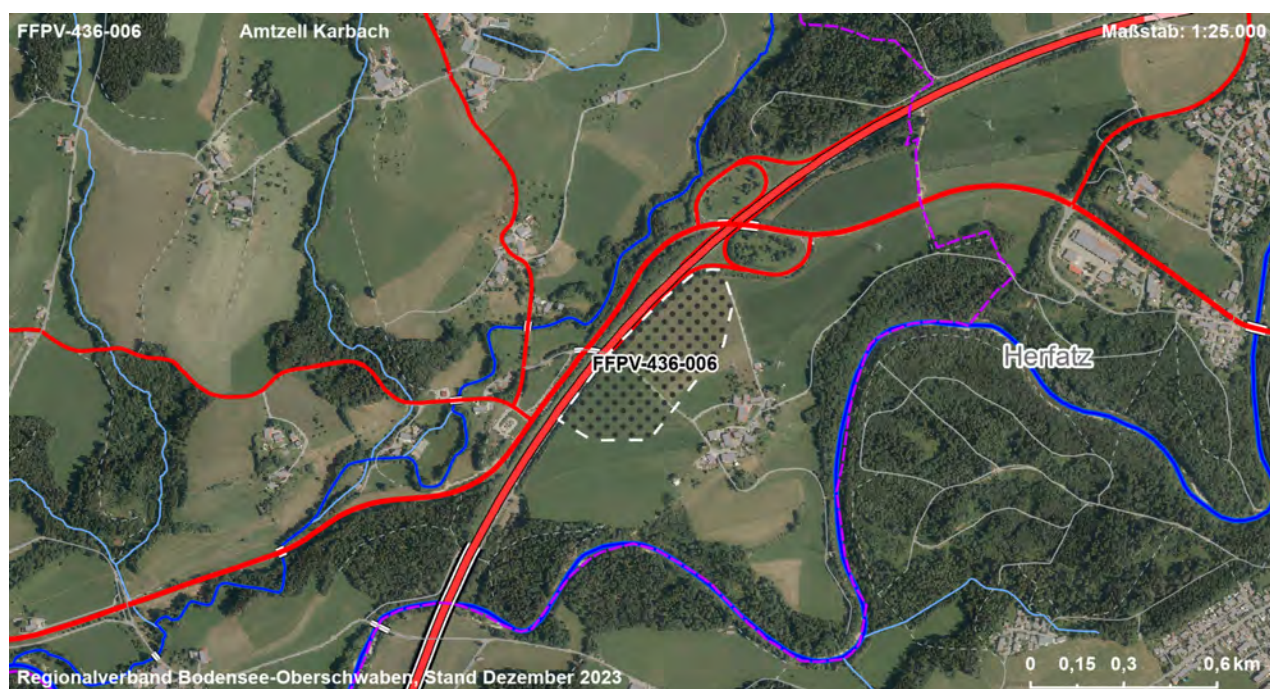 FFPV-436-006 Amtzell Karbach Maßstab: 1:25.000
Herfatz
FFPV-436-006
0 0,15 0,3 0,6 km
Regionalverband Bodensee-Oberschwaben, Stand Dezember 2023